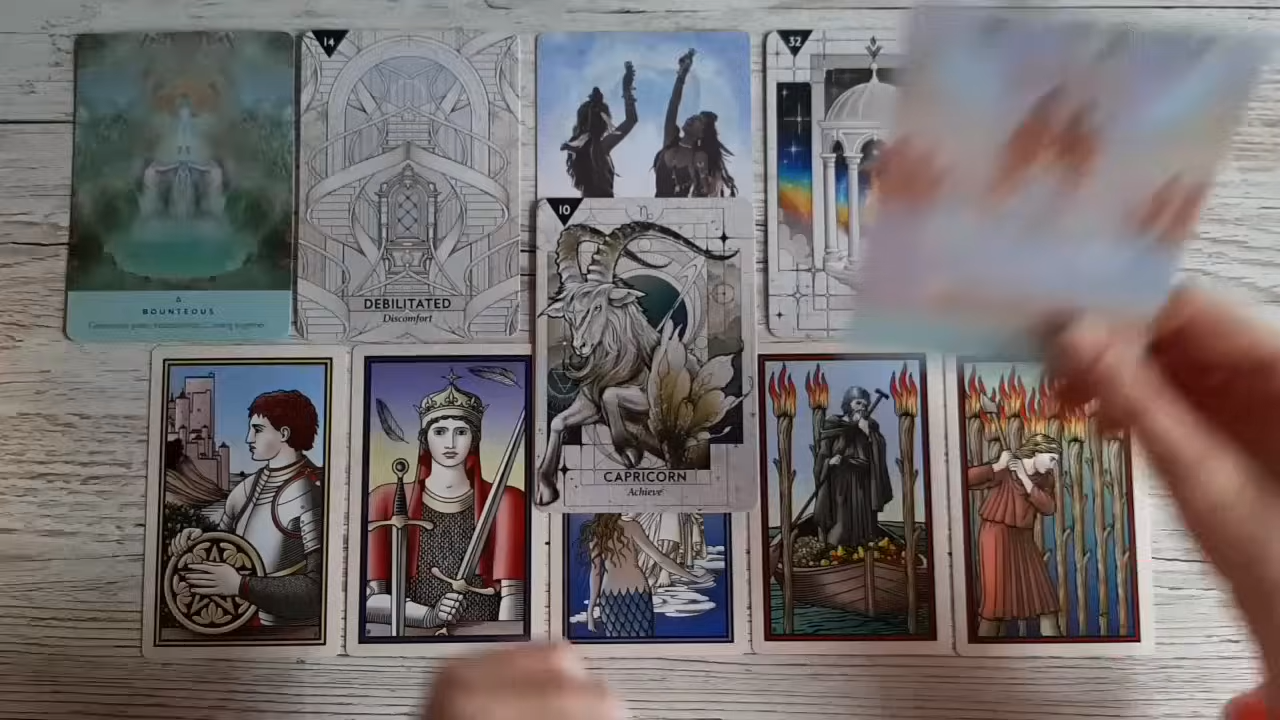 14
32
10
BOUNTEOUS
DEBILITATED
Discomfort
CAPRICORN
Achieve